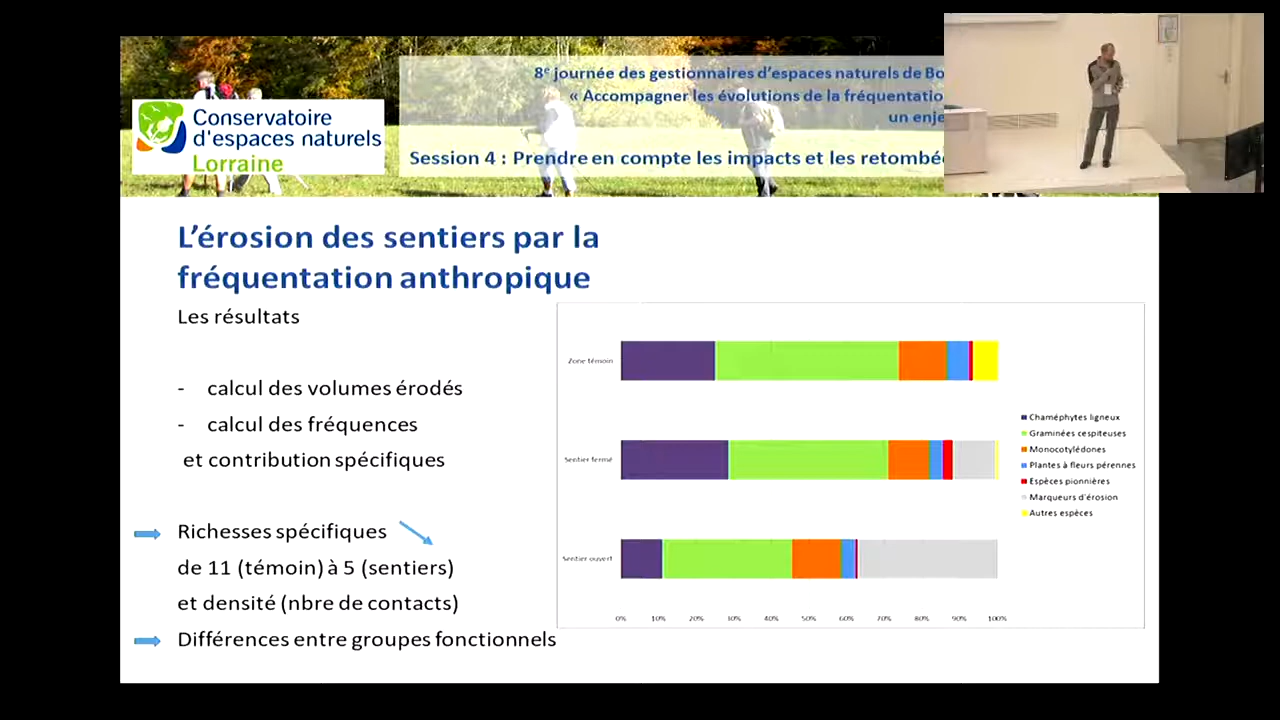 8e journée des gestionnaires d'espaces naturels de Bo
« Accompagner les évolutions de la fréquentatio
un enje
Session 4 : Prendre en compte les impacts et les retombé
Conservatoire
d'espaces naturels
Lorraine
L'érosion des sentiers par la
fréquentation anthropique
Les résultats
- calcul des volumes érodés
- calcul des fréquences
et contribution spécifiques
Richesses spécifiques
de 11 (témoin) à 5 (sentiers)
et densité (nbre de contacts)
Différences entre groupes fonctionnels
Zone témoin
Sentier fermé
Sentier ouvert
0% 10% 20% 30% 40% 50% 60% 70% 80% 90% 100%
Chaméphytes ligneux
Graminées cespiteuses
Monocotylédones
Plantes à fleurs pérennes
Espèces pionnières
Marqueurs d'érosion
Autres espèces